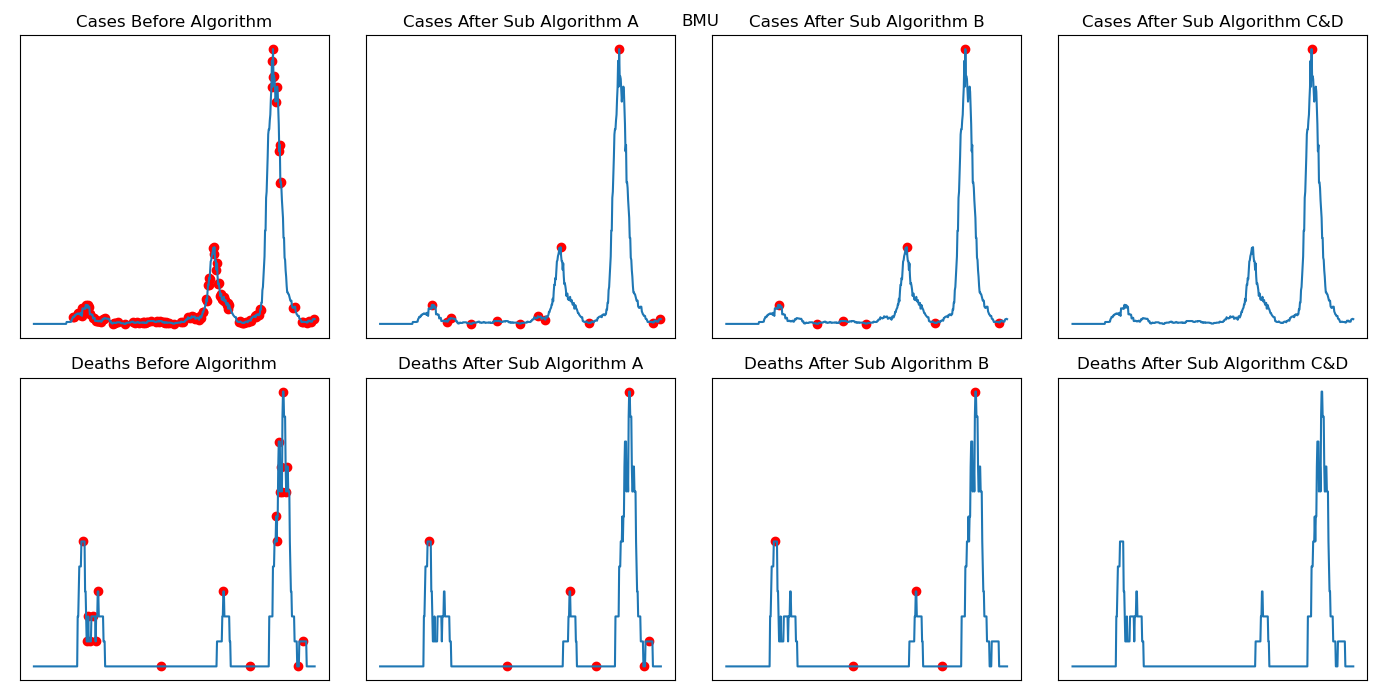 BMU
Cases Before Algorithm
Cases After Sub Algorithm A
Cases After Sub Algorithm B
Cases After Sub Algorithm C&D
Deaths Before Algorithm
Deaths After Sub Algorithm A
Deaths After Sub Algorithm B
Deaths After Sub Algorithm C&D